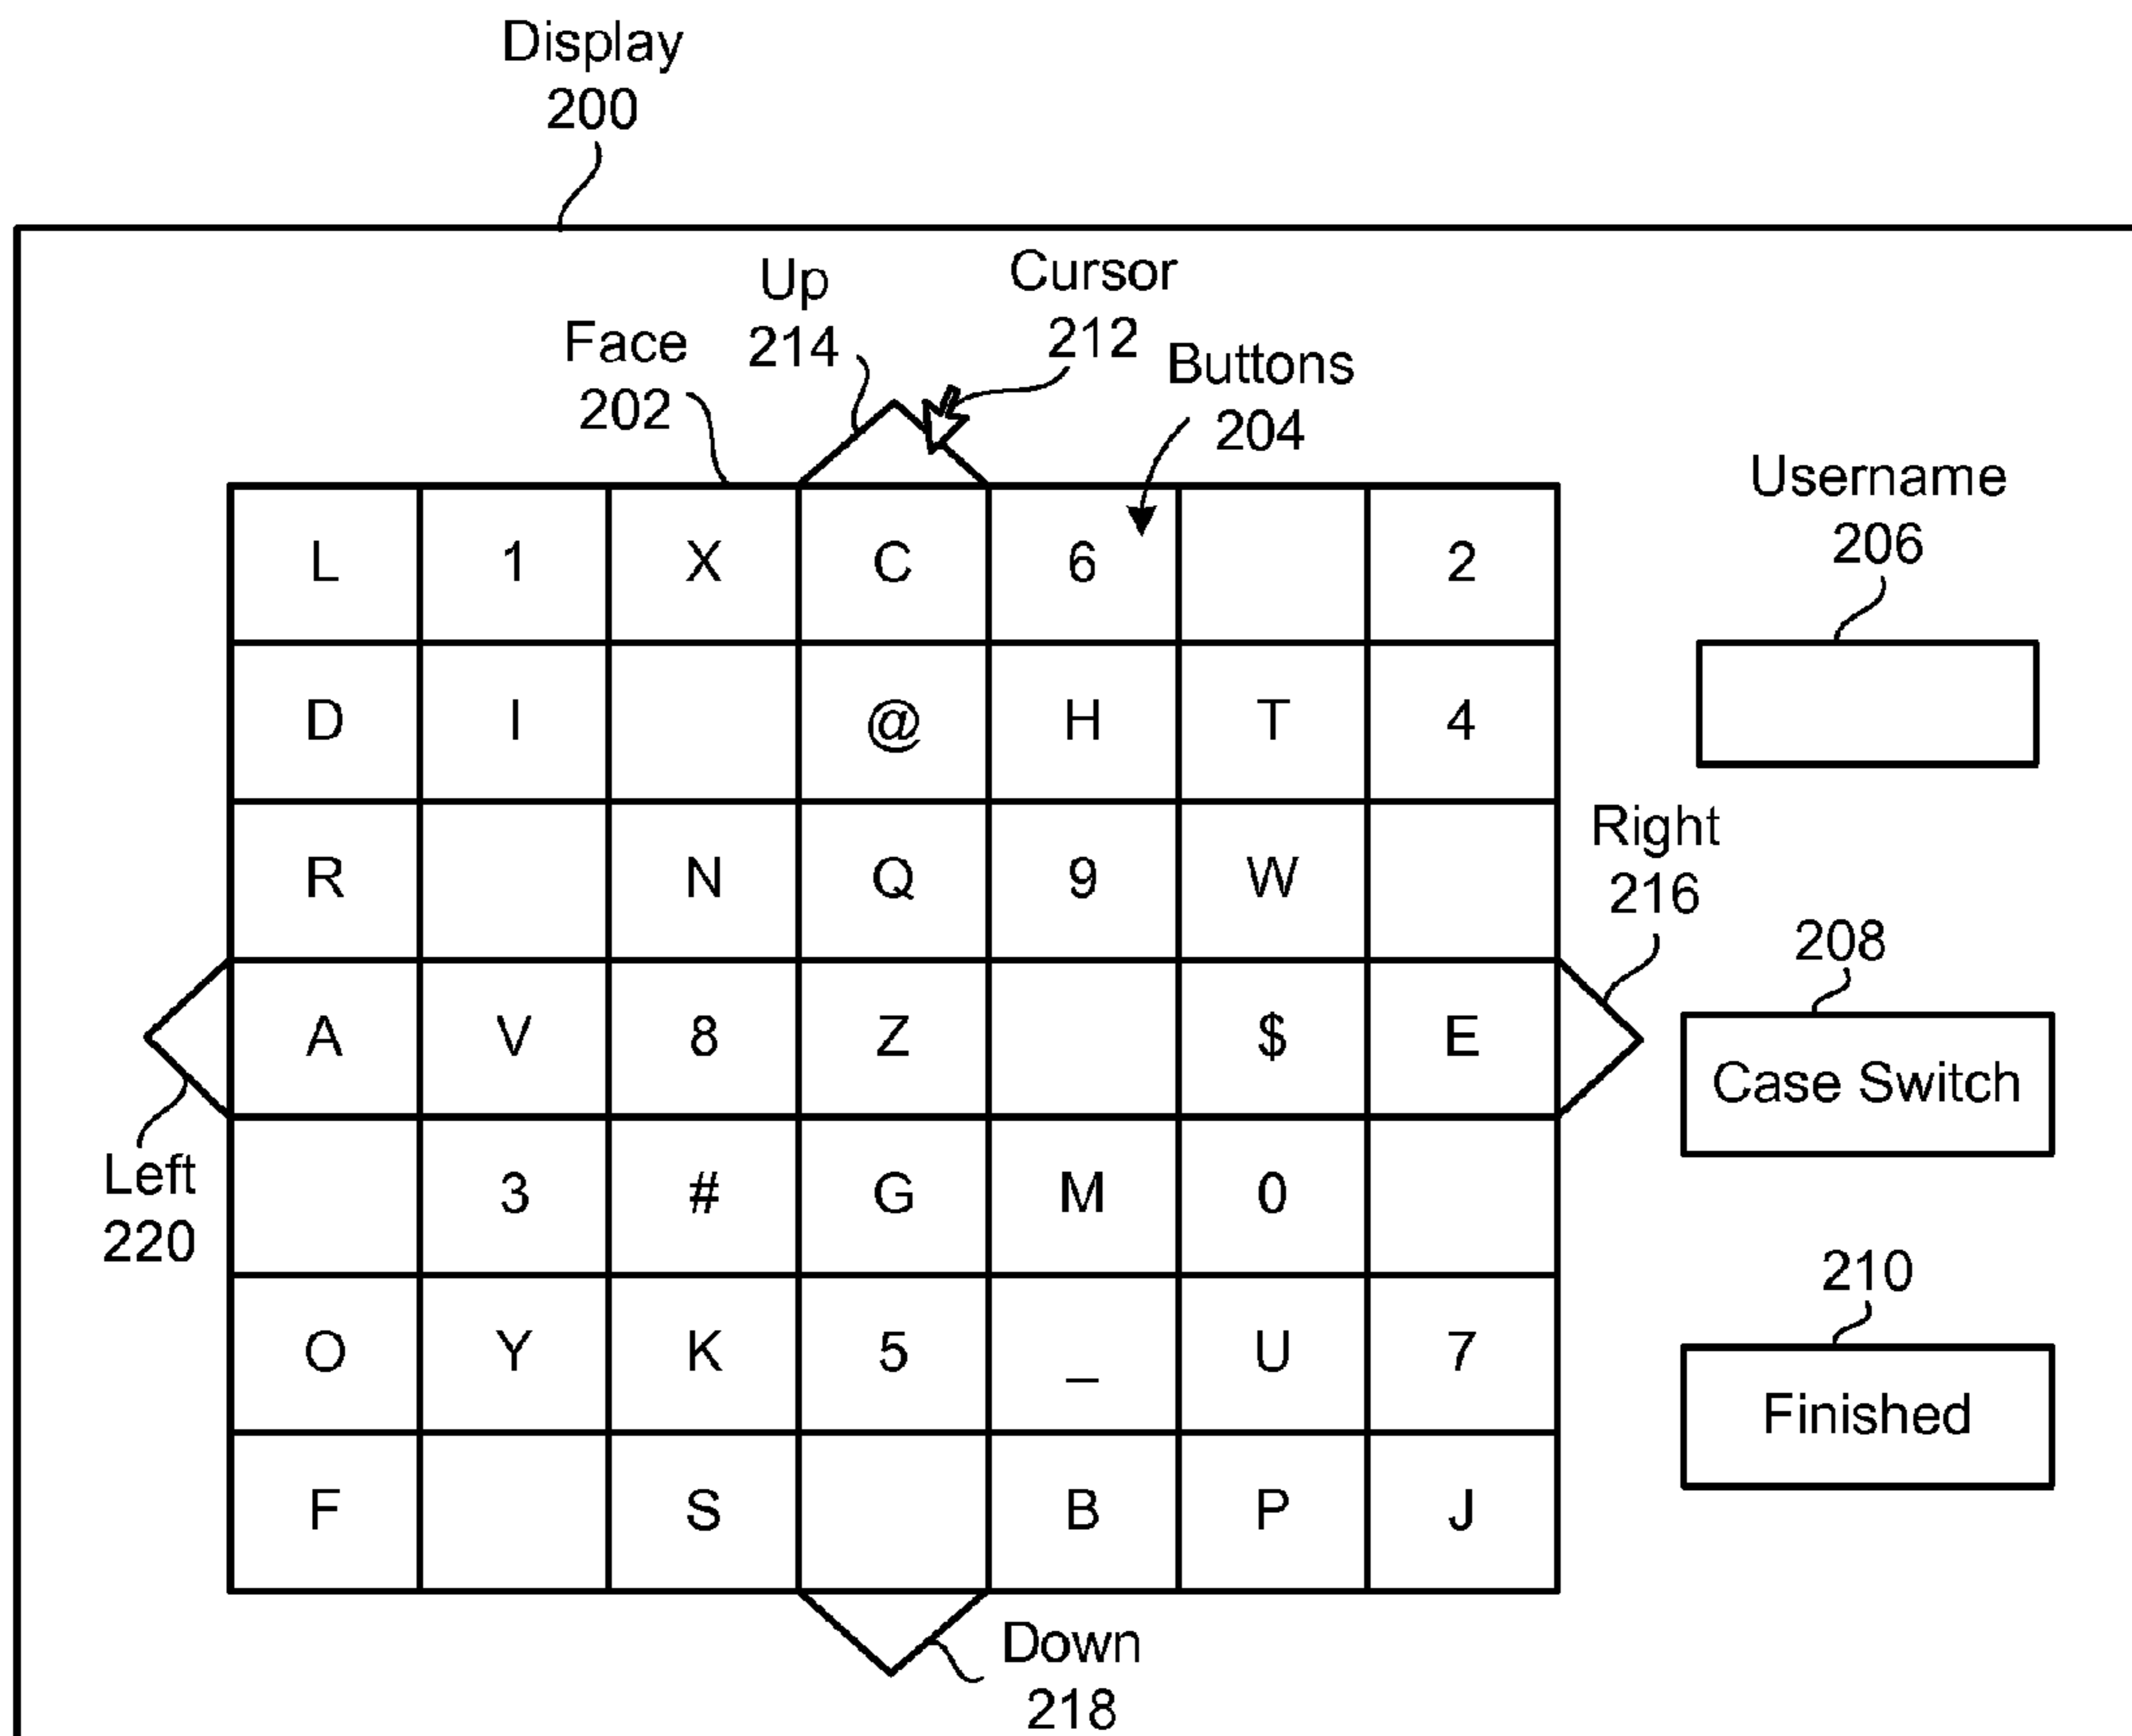 Display
200
Up
214
Cursor
212
Face
202
Buttons
204
Username
206
L 1 X C 6 2
D I @ H T 4
R N Q 9 W
Right
216
A V 8 Z $ E
208
Case Switch
Left
220
3 # G M 0
210
Finished
O Y K 5 _ U 7
F S B P J
Down
218